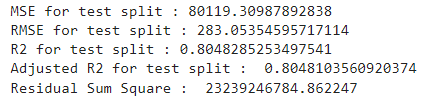 MSE for test split : 80119.30987892838
RMSE for test split : 283.05354595717114
R2 for test split : 0.8048285253497541
Adjusted R2 for test split :  0.8048103560920374
Residual Sum Square :  23239246784.862247